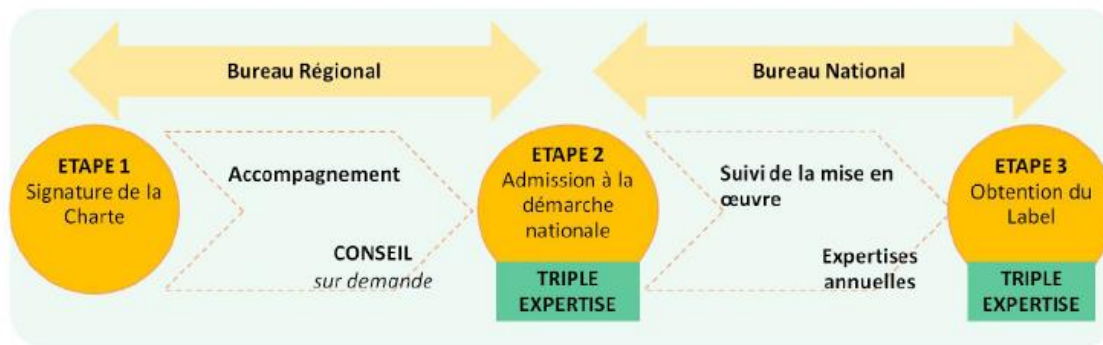 Bureau Régional
Bureau National
ETAPE 1
Signature de la
Charte
Accompagnement
CONSEIL
sur demande
ETAPE 2
Admission à la
démarche
nationale
TRIPLE
EXPERTISE
Suivi de la mise en
œuvre
Expertises
annuelles
ETAPE 3
Obtention du
Label
TRIPLE
EXPERTISE